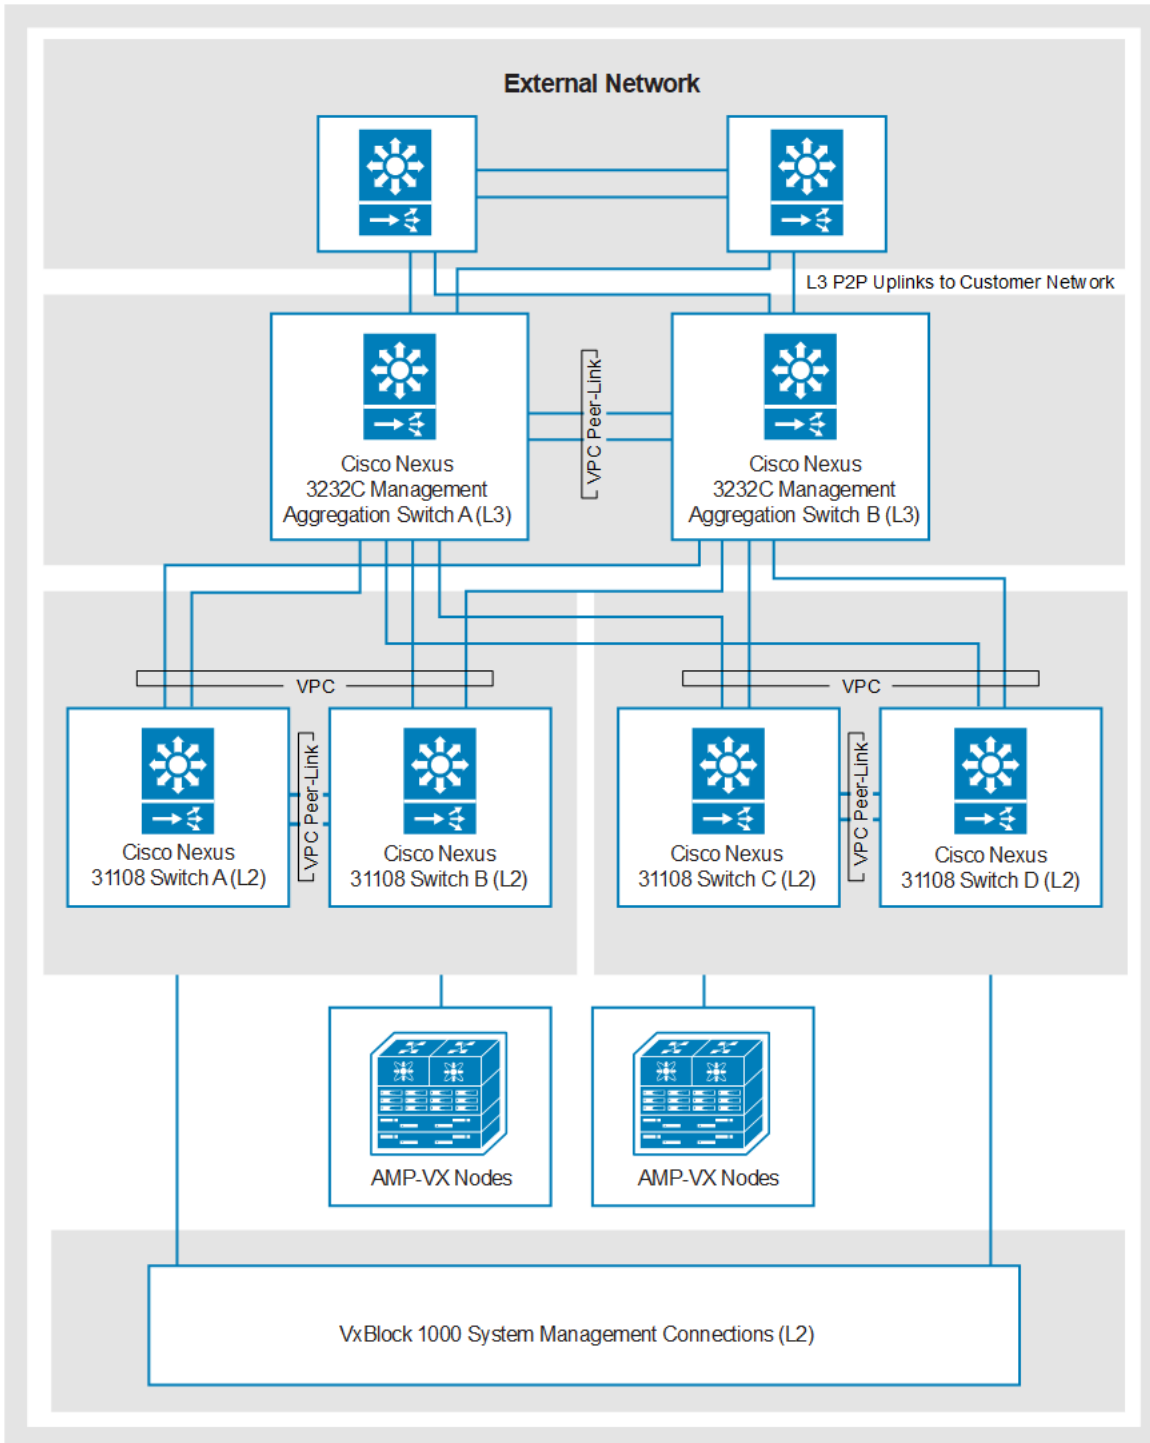 External Network
L3 P2P Uplinks to Customer Network
VPC Peer-Link
Cisco Nexus
3232C Management
Aggregation Switch A (L3)
Cisco Nexus
3232C Management
Aggregation Switch B (L3)
VPC
VPC
VPC Peer-Link
VPC Peer-Link
Cisco Nexus
31108 Switch A (L2)
Cisco Nexus
31108 Switch B (L2)
Cisco Nexus
31108 Switch C (L2)
Cisco Nexus
31108 Switch D (L2)
AMP-VX Nodes
AMP-VX Nodes
VxBlock 1000 System Management Connections (L2)